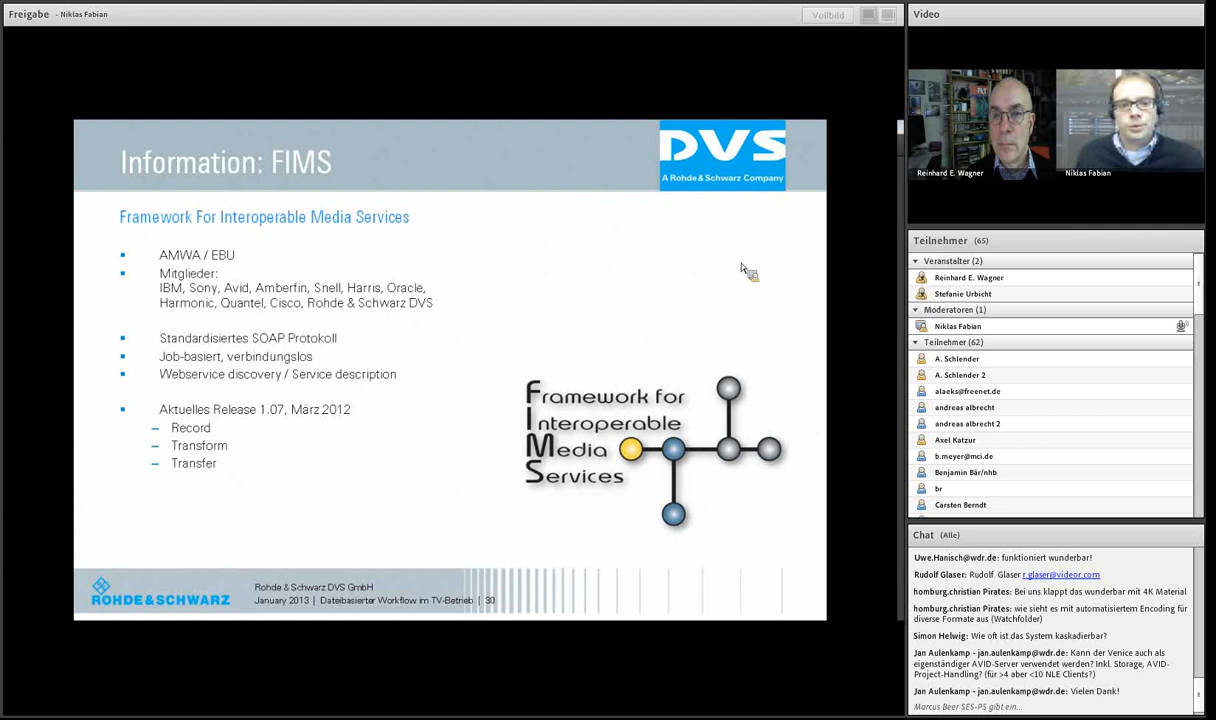 Freigabe - Niklas Fabian
Vollbild
Video
Reinhard E. Wagner
Niklas Fabian
Information: FIMS
DVS
A Rohde & Schwarz Company
Framework For Interoperable Media Services
AMWA / EBU
Mitglieder:
IBM, Sony, Avid, Amberfin, Snell, Harris, Oracle,
Harmonic, Quantel, Cisco, Rohde & Schwarz DVS
Standardisiertes SOAP Protokoll
Job-basiert, verbindungslos
Webservice discovery / Service description
Aktuelles Release 1.07, März 2012
– Record
– Transform
– Transfer
Framework for
Interoperable
Media
Services
ROHDE & SCHWARZ
Rohde & Schwarz DVS GmbH
January 2013 | Dateibasierter Workflow im TV-Betrieb | 30
Teilnehmer (65)
Veranstalter (2)
Reinhard E. Wagner
Stefanie Urbicht
Moderatoren (1)
Niklas Fabian
Teilnehmer (62)
A. Schlender
A. Schlender 2
alaeks@freenet.de
andreas albrecht
andreas albrecht 2
Axel Katzur
b.meyer@mci.de
Benjamin Bär/nhb
br
Carsten Berndt
Chat (Alle)
Uwe.Hanisch@wdr.de: funktioniert wunderbar!
Rudolf Glaser: Rudolf Glaser r.glaser@videor.com
homburg.christian Pirates: Bei uns klappt das wunderbar mit 4K Material
homburg.christian Pirates: wie sieht es mit automatisiertem Encoding für
diverse Formate aus (Watchfolder)
Simon Helwig: Wie oft ist das System kaskadierbar?
Jan Aulenkamp - jan.aulenkamp@wdr.de: Kann der Venice auch als
eigenständiger AVID-Server verwendet werden? Inkl. Storage, AVID-
Project-Handling? (für >4 aber <10 NLE Clients?)
Jan Aulenkamp - jan.aulenkamp@wdr.de: Vielen Dank!
Marcus Beer SES-PS gibt ein...